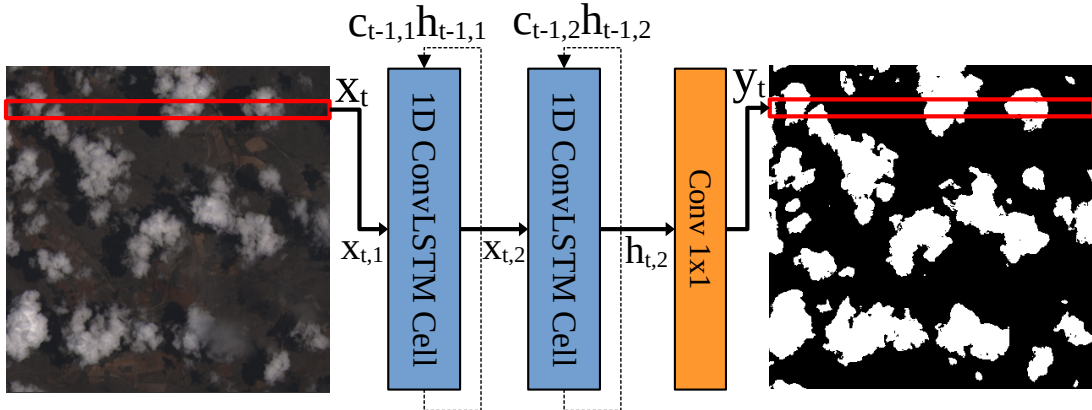 c_{t-1,1} h_{t-1,1}
c_{t-1,2} h_{t-1,2}
x_t
y_t
1D ConvLSTM Cell
1D ConvLSTM Cell
Conv 1x1
x_{t,1}
x_{t,2}
h_{t,2}